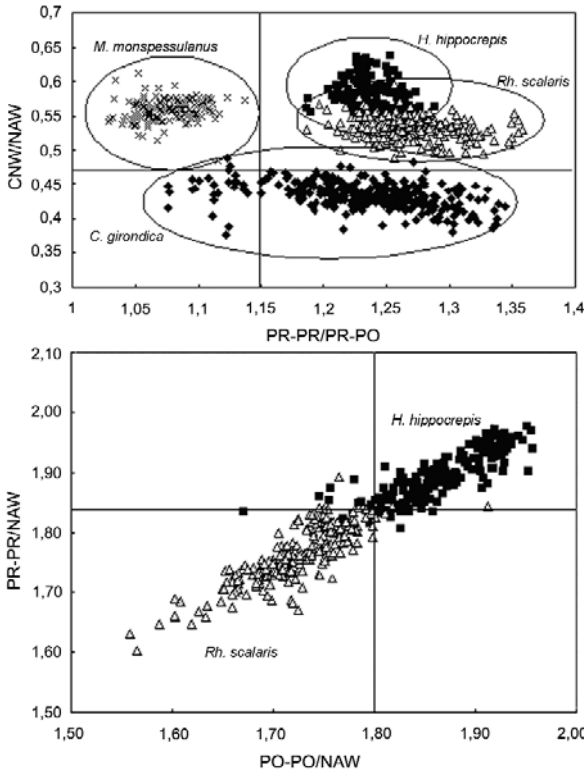 0,7
0,65
0,6
0,55
0,5
0,45
0,4
0,35
0,3
CNW/NAW
M. monspessulanus
H. hippocrepis
Rh. scalaris
C. girondica
1 1,05 1,1 1,15 1,2 1,25 1,3 1,35 1,4
PR-PR/PR-PO
2,10
2,00
1,90
1,80
1,70
1,60
1,50
PR-PR/NAW
H. hippocrepis
Rh. scalaris
1,50 1,60 1,70 1,80 1,90 2,00
PO-PO/NAW